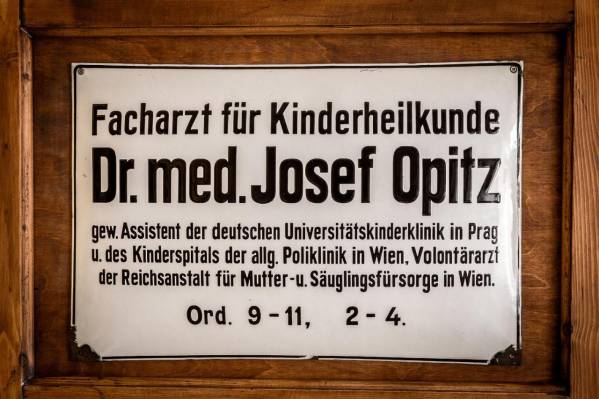 Facharzt für Kinderheilkunde
Dr. med. Josef Opitz
gew. Assistent der deutschen Universitätskinderklinik in Prag
u. des Kinderspitals der allg. Poliklinik in Wien, Volontärarzt
der Reichsanstalt für Mutter-u. Säuglingsfürsorge in Wien.
Ord. 9-11, 2-4.